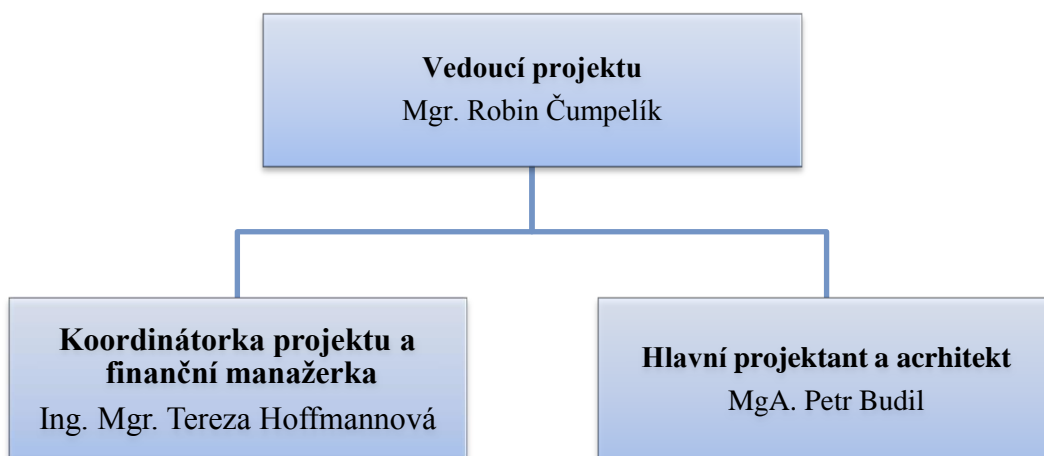 Vedoucí projektu
Mgr. Robin Čumpelík
Koordinátorka projektu a
finanční manažerka
Ing. Mgr. Tereza Hoffmannová
Hlavní projektant a acrhitekt
MgA. Petr Budil